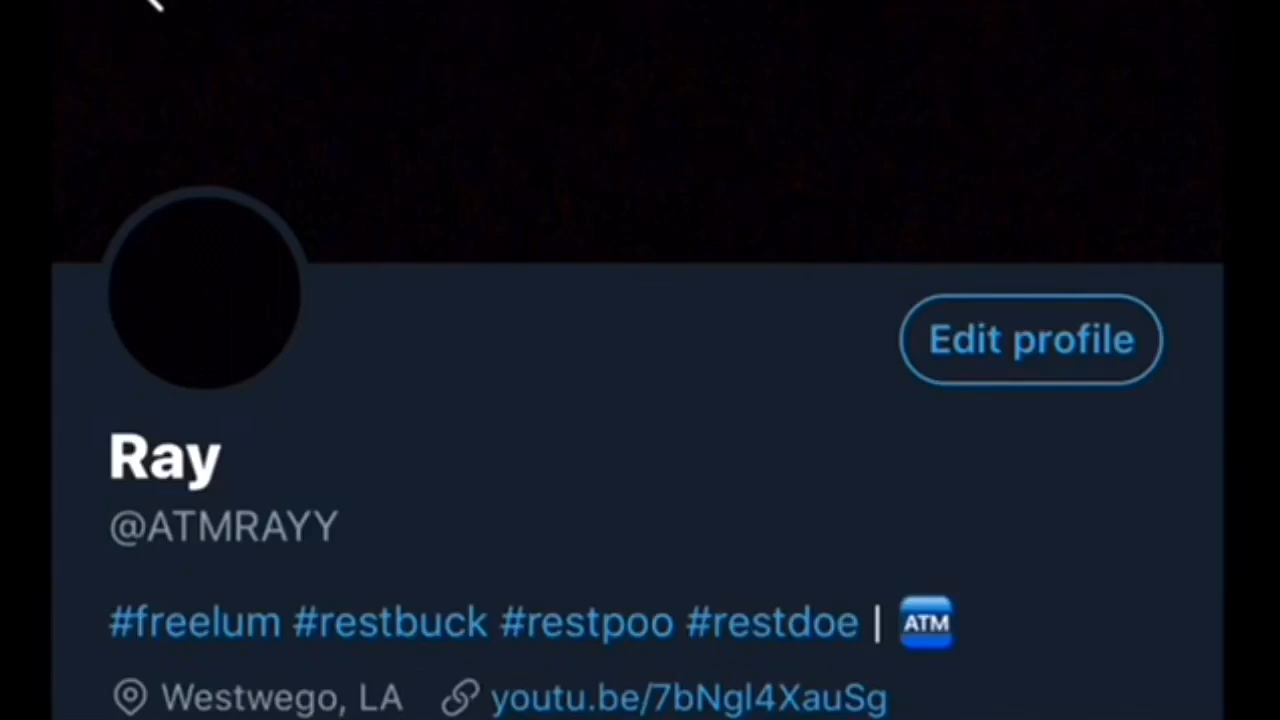 Edit profile
Ray
@ATMRAYY
#freelum #restbuck #restpoo #restdoe | ATM
Westwego, LA youtu.be/7bNgl4XauSg